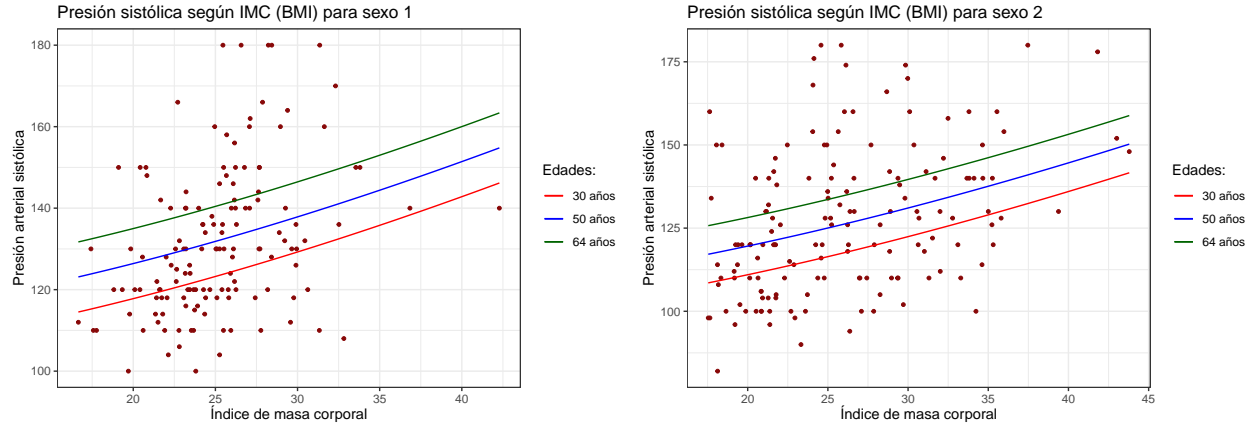 Presión sistólica según IMC (BMI) para sexo 1
180
160
140
120
100
20
25
30
35
40
Presión arterial sistólica
Índice de masa corporal
Edades:
30 años
50 años
64 años
Presión sistólica según IMC (BMI) para sexo 2
175
150
125
100
20
25
30
35
40
45
Presión arterial sistólica
Índice de masa corporal
Edades:
30 años
50 años
64 años